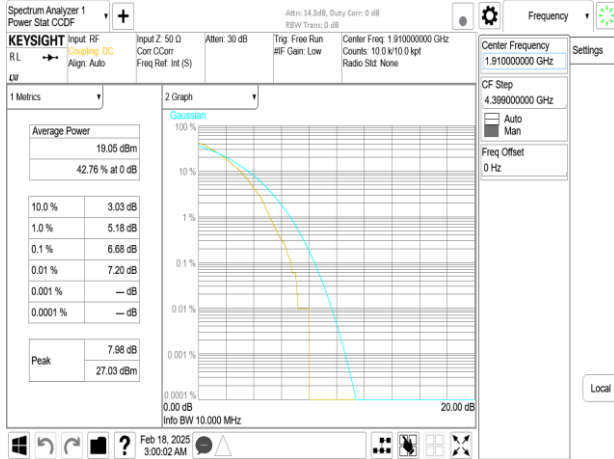 Spectrum Analyzer 1
Power Stat CCDF
+
Attn: 14.3dB, Duty Corr: 0 dB
RBW Trans: 0 dB
Frequency
KEYSIGHT
RL
Input: RF
Coupling: DC
Align: Auto
Input Z: 50 Ω
Corr CCorr
Freq Ref: Int (S)
Atten: 30 dB
Trig: Free Run
#IF Gain: Low
Center Freq: 1.910000000 GHz
Counts: 10.0 k/10.0 kpt
Radio Std: None
Center Frequency
1.910000000 GHz
Settings
CF Step
4.399000000 GHz
Auto
Man
Freq Offset
0 Hz
1 Metrics
Average Power
19.05 dBm
42.76 % at 0 dB
10.0 % 3.03 dB
1.0 % 5.18 dB
0.1 % 6.68 dB
0.01 % 7.20 dB
0.001 % --- dB
0.0001 % --- dB
Peak
7.98 dB
27.03 dBm
2 Graph
Gaussian
100 %
10 %
1 %
0.1 %
0.01 %
0.001 %
0.0001 %
0.00 dB 20.00 dB
Info BW 10.000 MHz
Local
?
Feb 18, 2025
3:00:02 AM